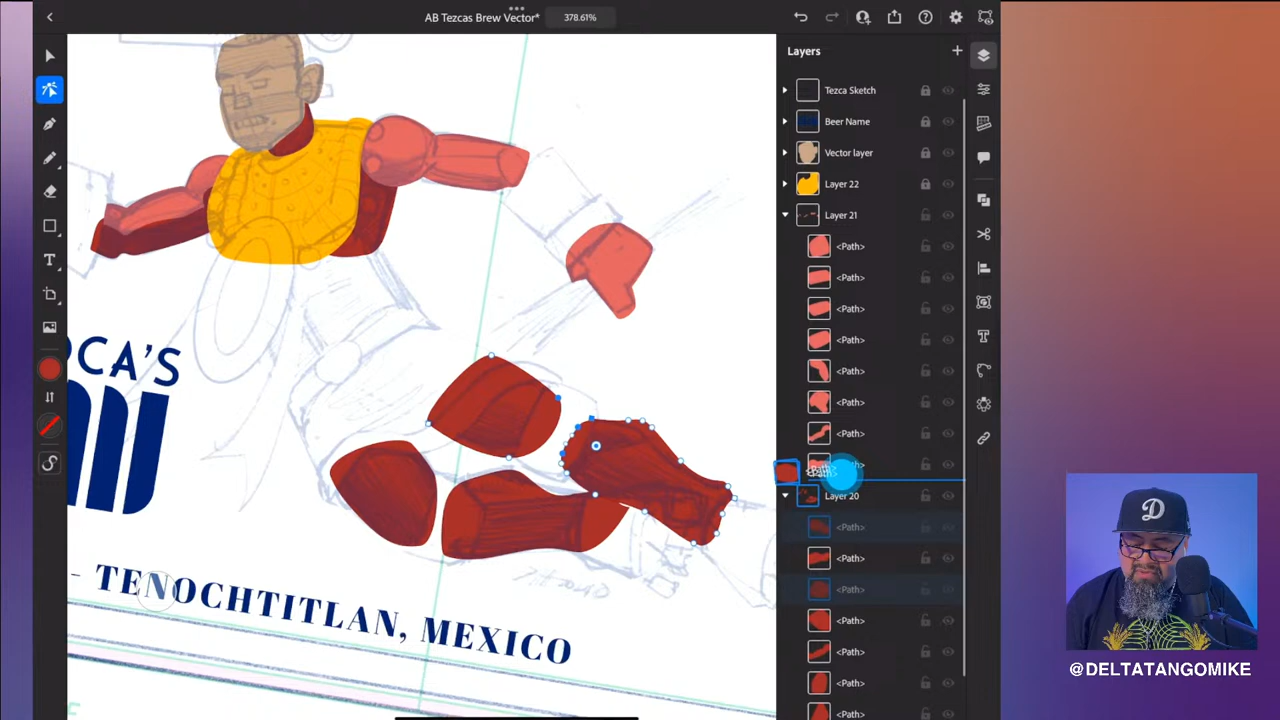 AB Tezcas Brew Vector*
378.61%
Layers
Tezca Sketch
Beer Name
Vector layer
Layer 22
Layer 21
<Path>
<Path>
<Path>
<Path>
<Path>
<Path>
<Path>
Layer 20
<Path>
<Path>
<Path>
<Path>
<Path>
<Path>
<Path>
OCA'S
- TENOCHTITLAN, MEXICO
D
@DELTATANGOMIKE